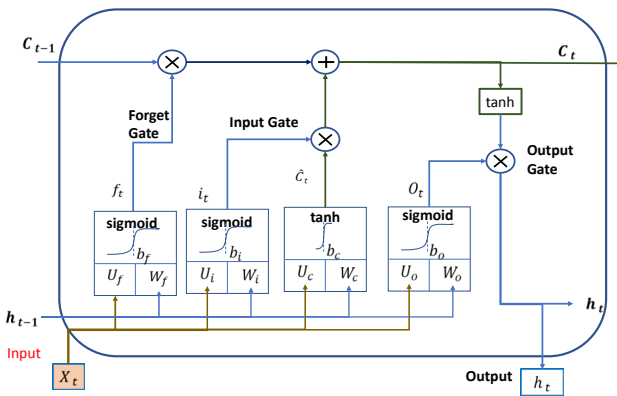 C t-1
C t
×
+
tanh
Forget
Gate
Input Gate
×
×
Output
Gate
f t
i t
Ĉ t
O t
sigmoid
b f
U f
W f
sigmoid
b i
U i
W i
tanh
b c
U c
W c
sigmoid
b o
U o
W o
h t-1
h t
Input
X t
Output
h t